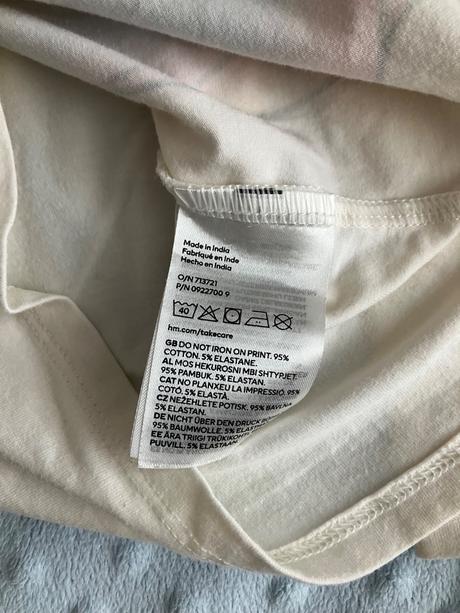 Made in India
Fabriqué en Inde
Hecho en India
O/N 713721
P/N 0922700 9
40
hm.com/takecare
GB DO NOT IRON ON PRINT. 95%
COTTON. 5% ELASTANE.
AL MOS HEKUROSNI MBI SHTYPJET.
95% PAMBUK. 5% ELASTAN.
CAT NO PLANXEU LA IMPRESSIÓ. 95%
COTÓ. 5% ELASTÀ.
CZ NEŽEHLETE POTISK. 95% BAVLNA
5% ELASTAN.
DE NICHT ÜBER DEN DRUCK
95% BAUMWOLLE. 5% ELASTAN.
EE ÄRA TRIIGI TRÜKIKOHT
PUUVILL. 5% ELASTAAN